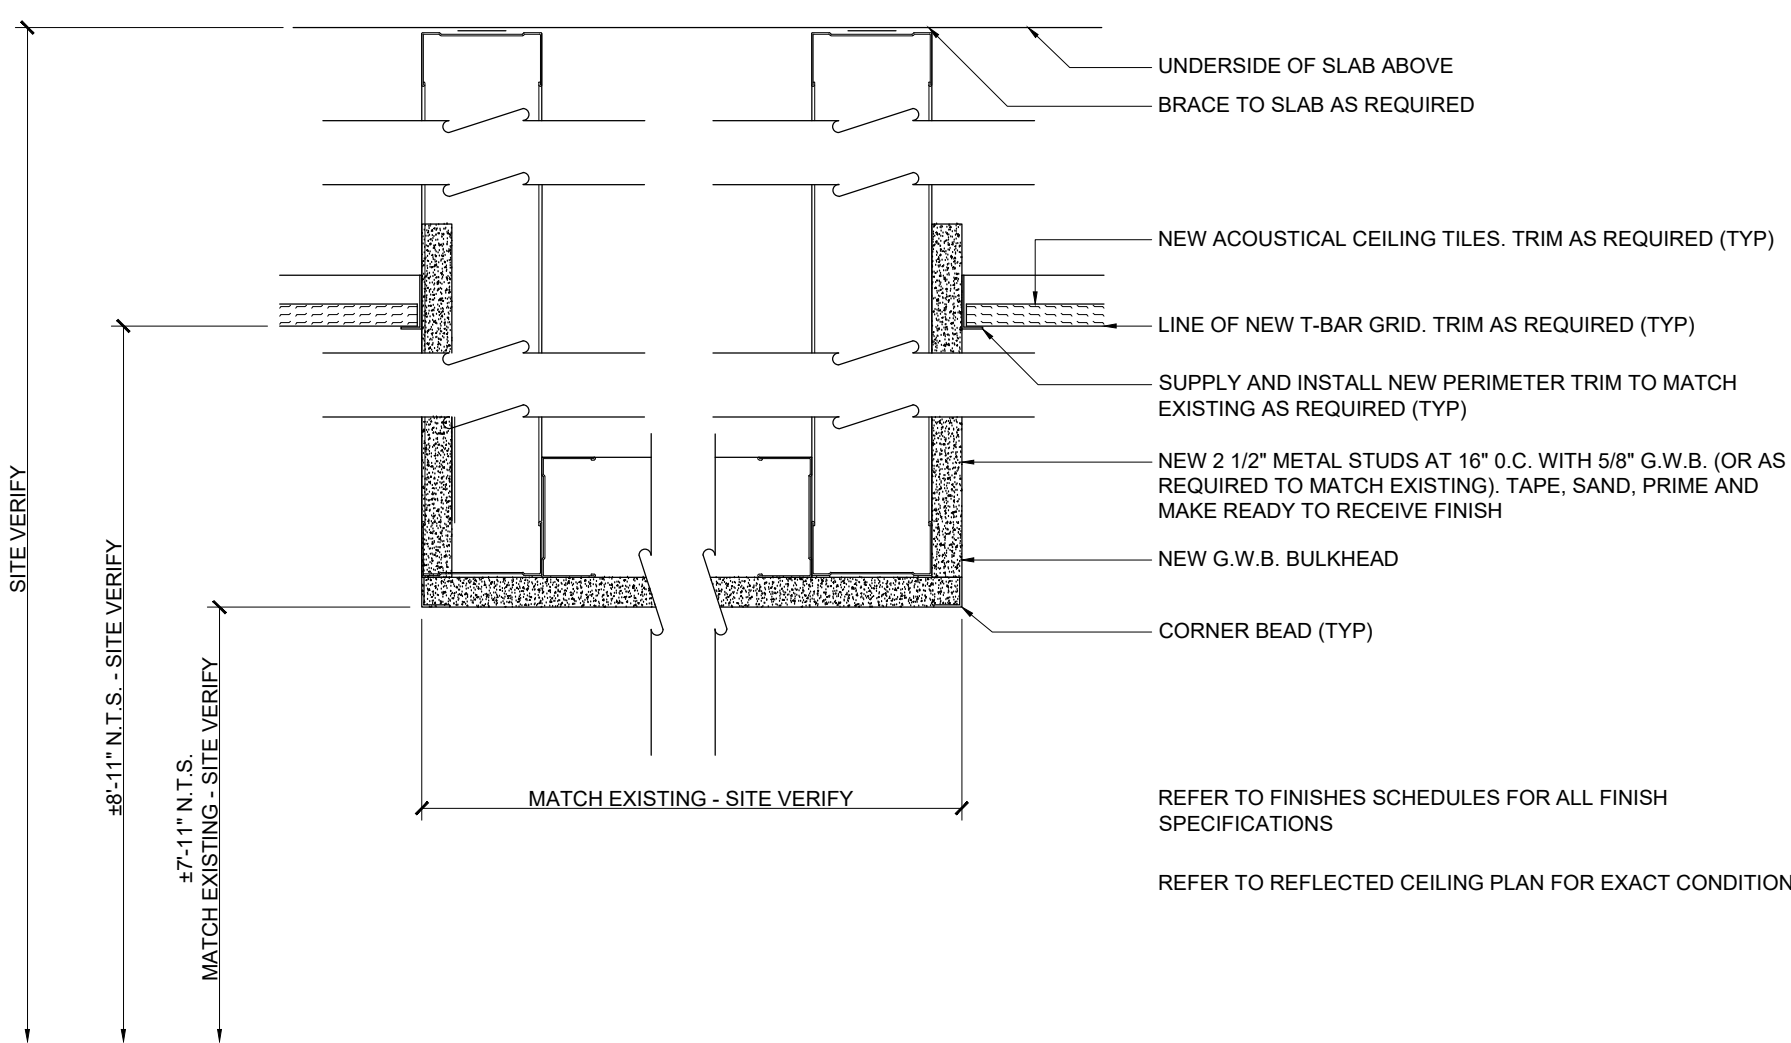 UNDERSIDE OF SLAB ABOVE
BRACE TO SLAB AS REQUIRED
NEW ACOUSTICAL CEILING TILES. TRIM AS REQUIRED (TYP)
LINE OF NEW T-BAR GRID. TRIM AS REQUIRED (TYP)
SUPPLY AND INSTALL NEW PERIMETER TRIM TO MATCH
EXISTING AS REQUIRED (TYP)
NEW 2 1/2" METAL STUDS AT 16" 0.C. WITH 5/8" G.W.B. (OR AS
REQUIRED TO MATCH EXISTING). TAPE, SAND, PRIME AND
MAKE READY TO RECEIVE FINISH
NEW G.W.B. BULKHEAD
CORNER BEAD (TYP)
SITE VERIFY
±8'-11" N.T.S. - SITE VERIFY
±7'-11" N.T.S.
MATCH EXISTING - SITE VERIFY
MATCH EXISTING - SITE VERIFY
REFER TO FINISHES SCHEDULES FOR ALL FINISH
SPECIFICATIONS
REFER TO REFLECTED CEILING PLAN FOR EXACT CONDITION